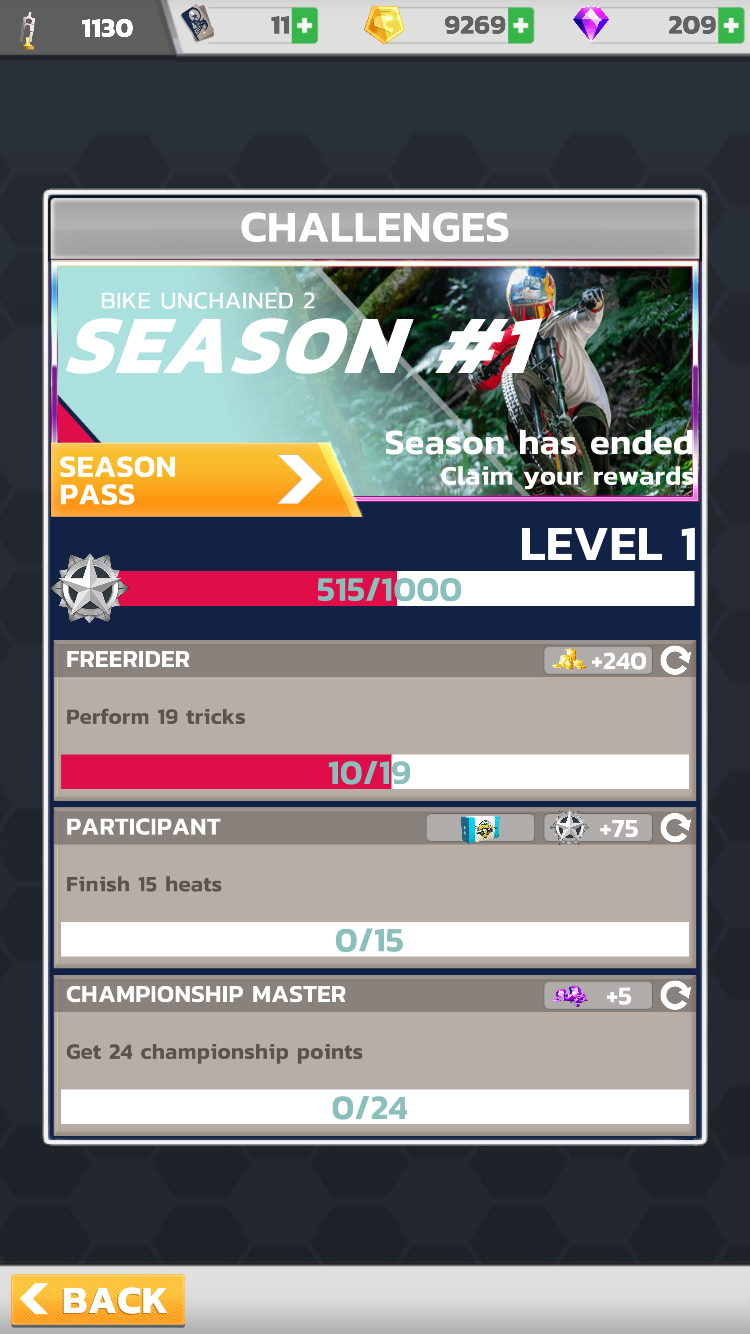 1130
11
9269
209
CHALLENGES
BIKE UNCHAINED 2
SEASON #1
Season has ended
Claim your rewards
SEASON
PASS
LEVEL 1
515/1000
FREERIDER
+240
Perform 19 tricks
10/19
PARTICIPANT
+75
Finish 15 heats
0/15
CHAMPIONSHIP MASTER
+5
Get 24 championship points
0/24
BACK